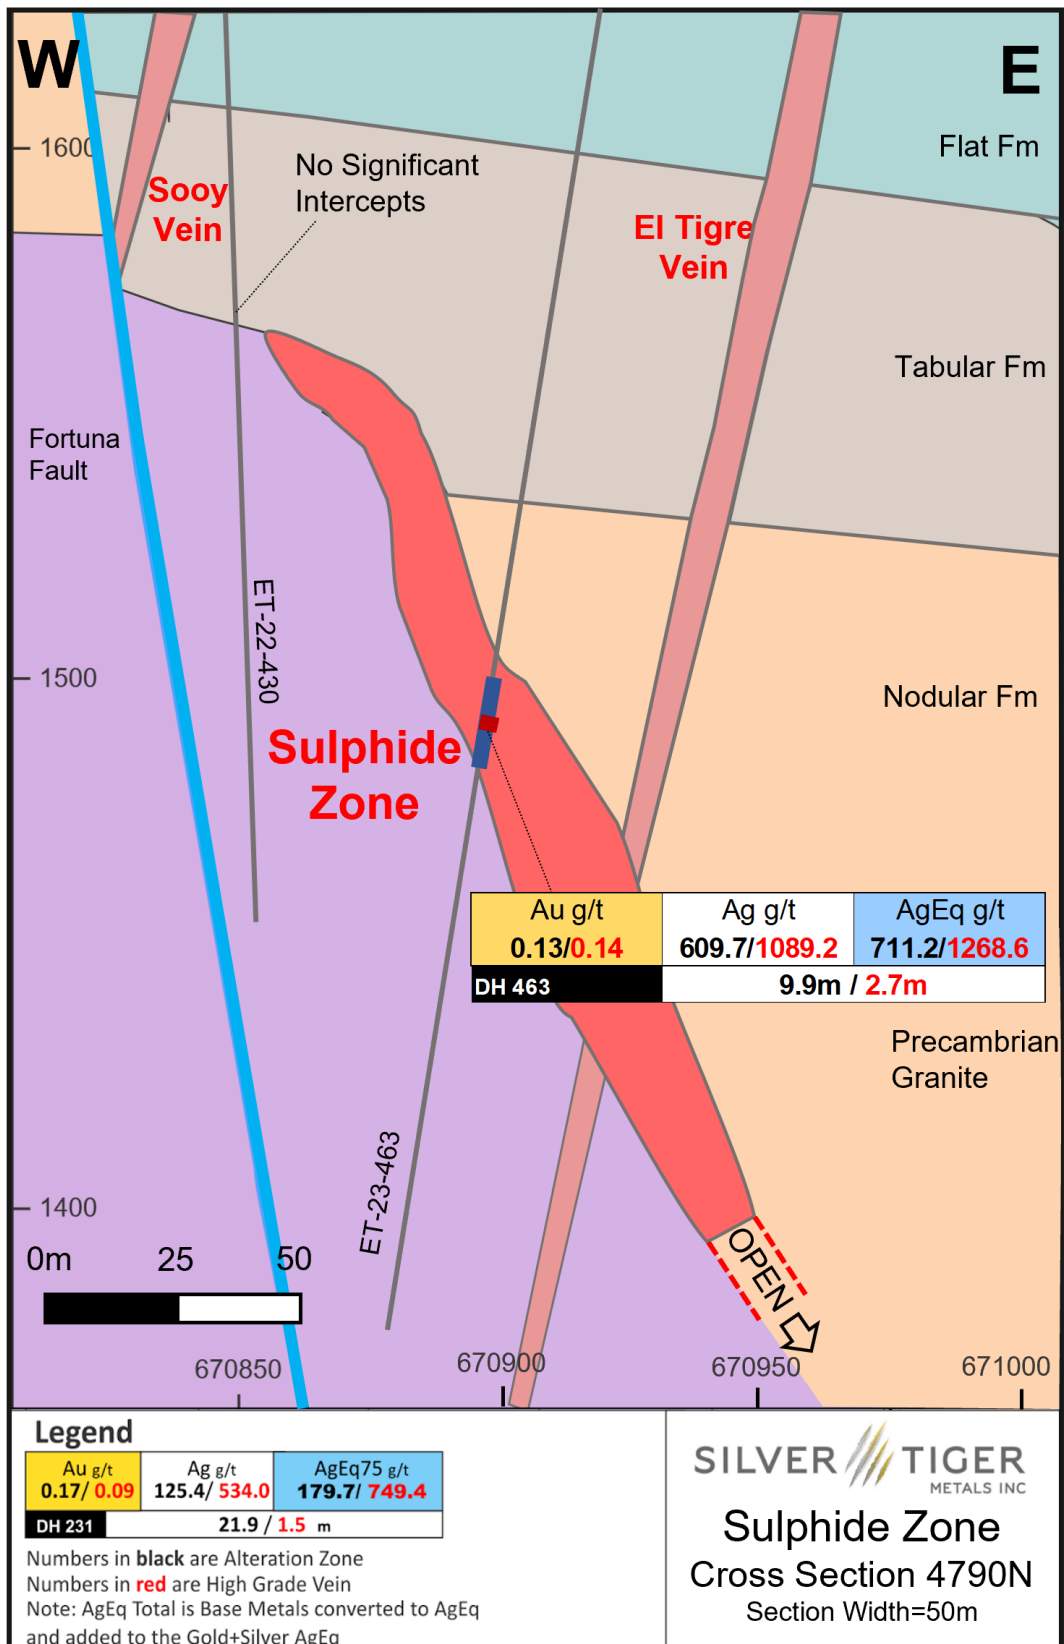 W
E
1600
Flat Fm
No Significant
Intercepts
Sooy
Vein
El Tigre
Vein
Tabular Fm
Fortuna
Fault
ET-22-430
1500
Nodular Fm
Sulphide
Zone
Au g/t
Ag g/t
AgEq g/t
0.13/0.14
609.7/1089.2
711.2/1268.6
DH 463
9.9m / 2.7m
Precambrian
Granite
ET-23-463
1400
OPEN
0m 25 50
670850
670900
670950
671000
Legend
Au g/t
Ag g/t
AgEq75 g/t
0.17/ 0.09
125.4/ 534.0
179.7/ 749.4
DH 231
21.9 / 1.5 m
Numbers in black are Alteration Zone
Numbers in red are High Grade Vein
Note: AgEq Total is Base Metals converted to AgEq
and added to the Gold+Silver AgEq
SILVER TIGER
METALS INC
Sulphide Zone
Cross Section 4790N
Section Width=50m